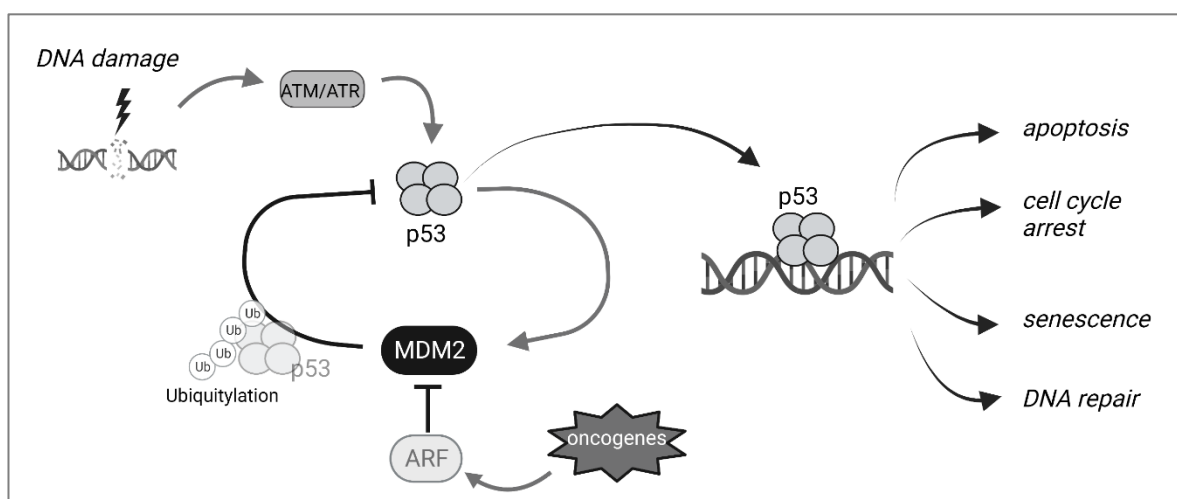 DNA damage
ATM/ATR
p53
p53
apoptosis
cell cycle
arrest
senescence
DNA repair
Ub
Ub
Ub
Ub
p53
Ubiquitylation
MDM2
ARF
oncogenes